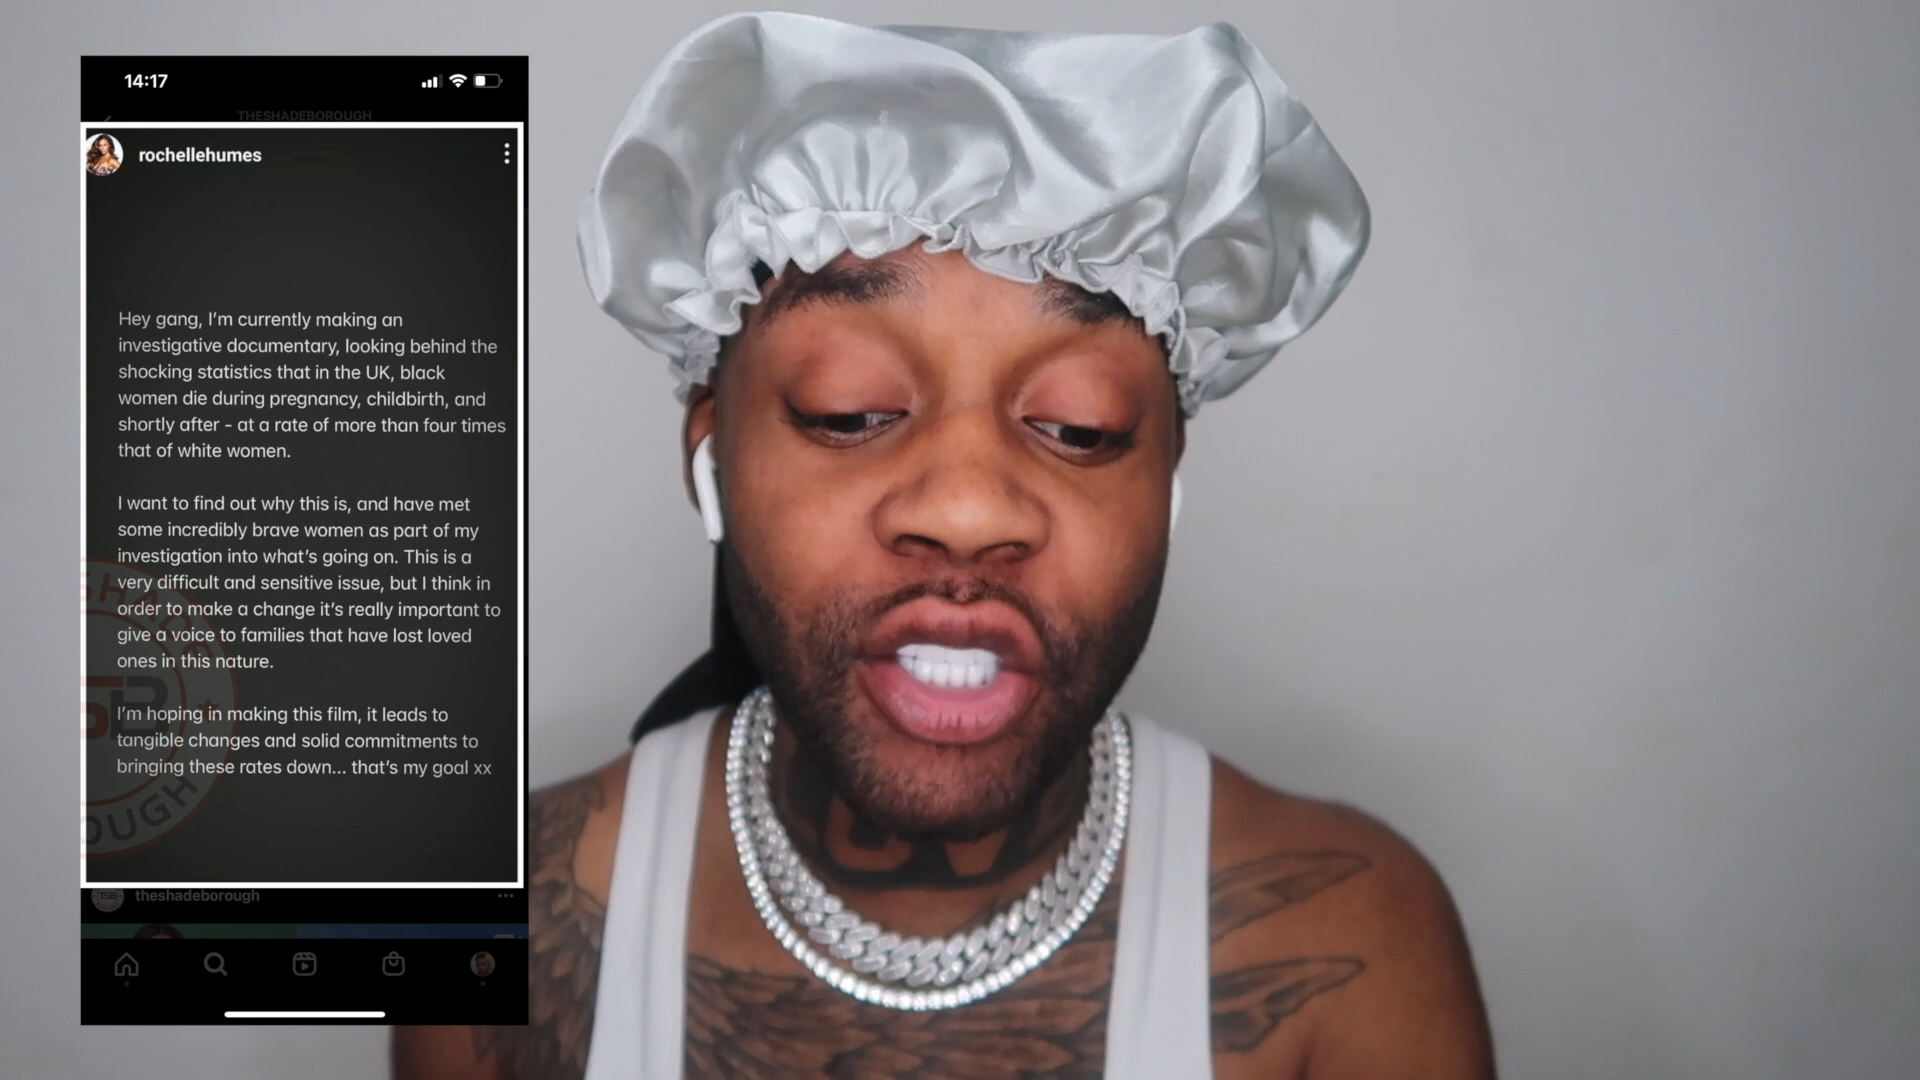 14:17
THESHADEBOROUGH
rochellehumes
Hey gang, I'm currently making an
investigative documentary, looking behind the
shocking statistics that in the UK, black
women die during pregnancy, childbirth, and
shortly after - at a rate of more than four times
that of white women.
I want to find out why this is, and have met
some incredibly brave women as part of my
investigation into what's going on. This is a
very difficult and sensitive issue, but I think in
order to make a change it's really important to
give a voice to families that have lost loved
ones in this nature.
I'm hoping in making this film, it leads to
tangible changes and solid commitments to
bringing these rates down... that's my goal xx
theshadeborough